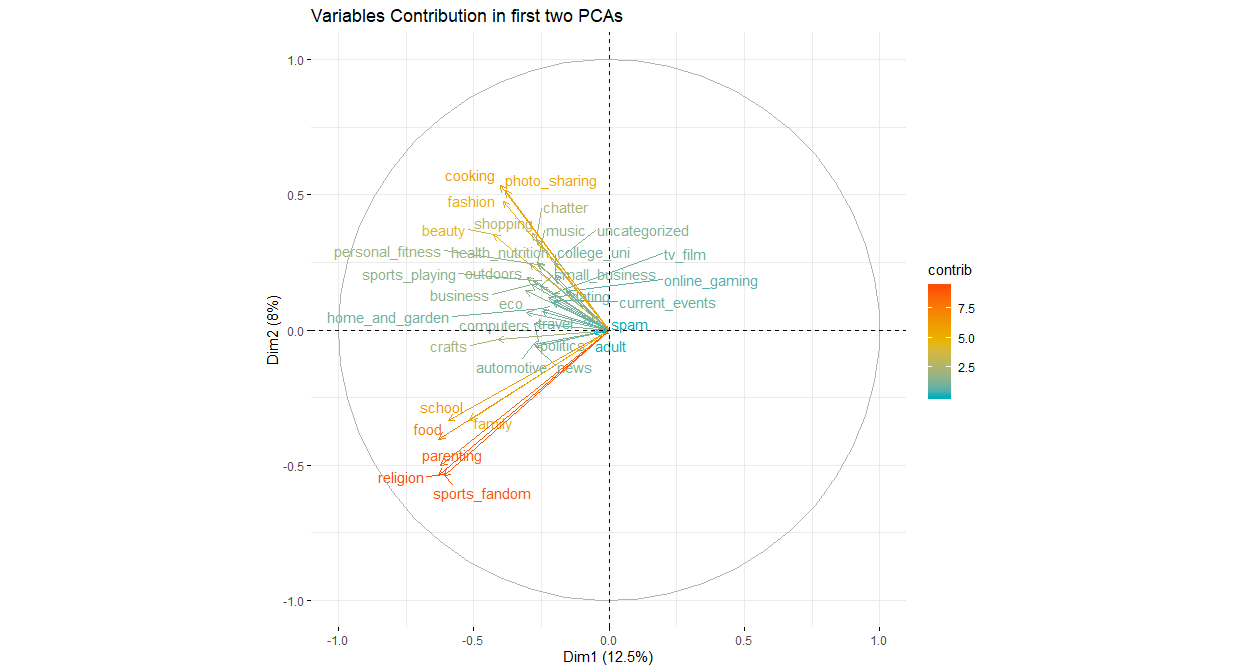 Variables Contribution in first two PCAs
1.0
0.5
0.0
-0.5
-1.0
Dim2 (8%)
cooking
photo_sharing
fashion
chatter
shopping
beauty
music
uncategorized
personal_fitness
health_nutrition
college_uni
tv_film
sports_playing
outdoors
small_business
online_gaming
business
dating
eco
current_events
home_and_garden
computers
travel
spam
crafts
politics
adult
automotive
news
school
food
family
parenting
religion
sports_fandom
-1.0
-0.5
0.0
0.5
1.0
Dim1 (12.5%)
contrib
7.5
5.0
2.5